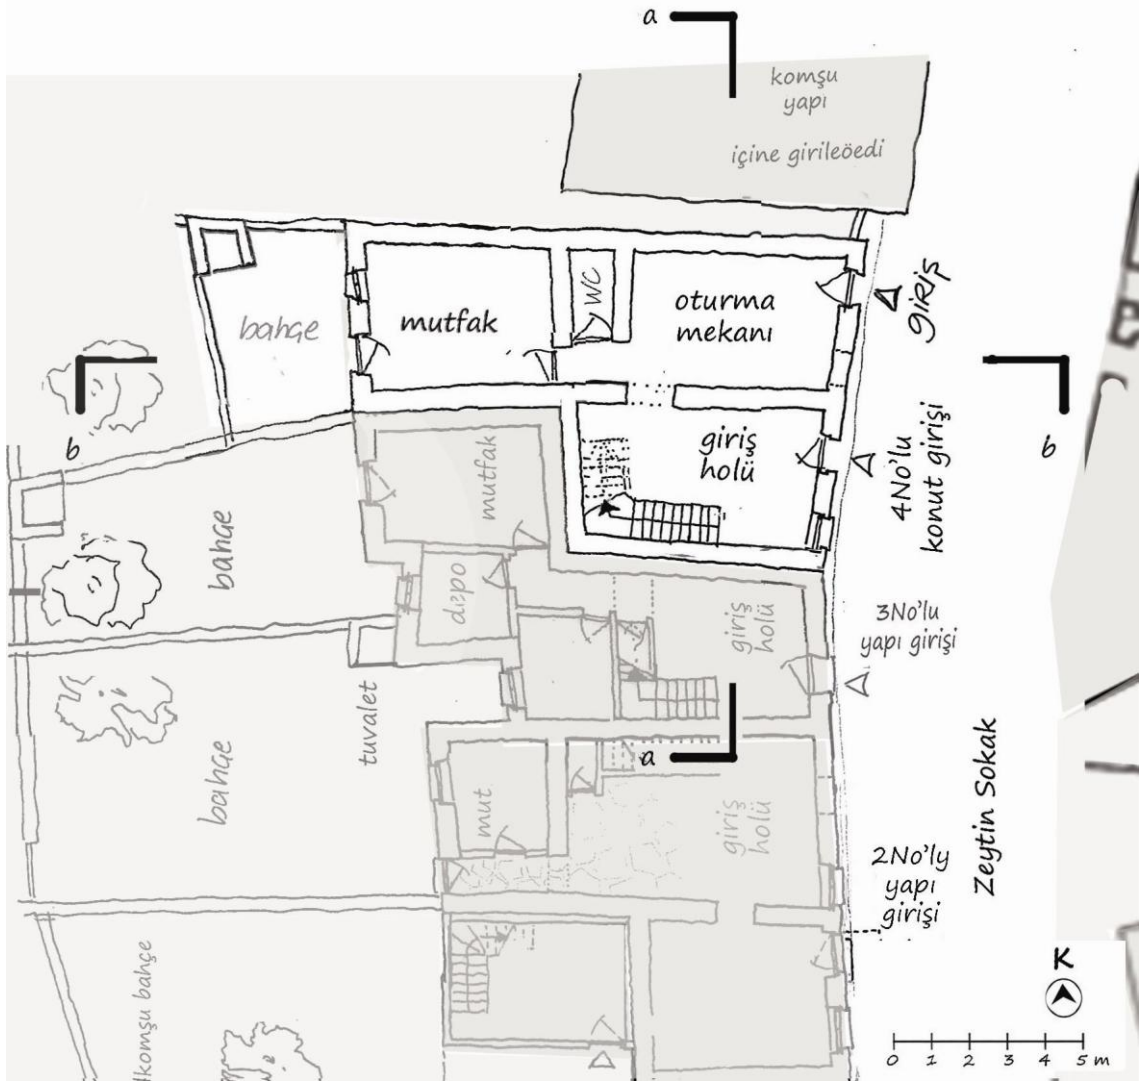 a
komşu
yapı
içine girileöedi
giriş
WC
oturma
mekanı
mutfak
bahçe
b
b
giriş
holü
4No'lu
konut girişi
mutfak
bahçe
depo
giriş
holü
3No'lu
yapı girişi
tuvalet
bahçe
a
mut
giriş
holü
Zeytin Sokak
2No'ly
yapı
girişi
komşu bahçe
K
0 1 2 3 4 5 m